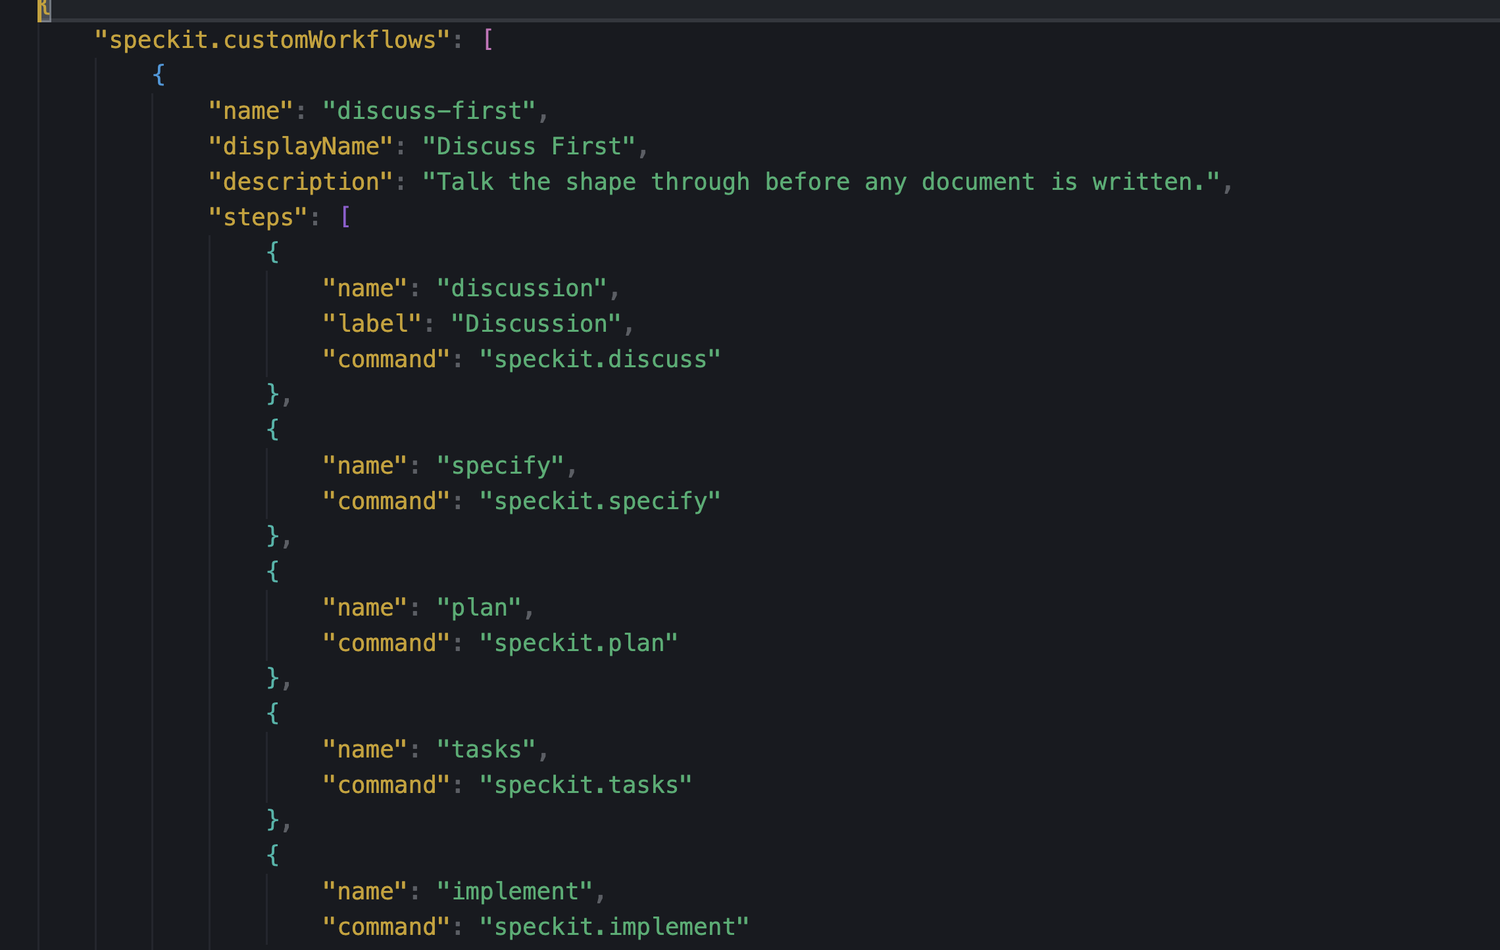 {
"speckit.customWorkflows": [
{
"name": "discuss-first",
"displayName": "Discuss First",
"description": "Talk the shape through before any document is written.",
"steps": [
{
"name": "discussion",
"label": "Discussion",
"command": "speckit.discuss"
},
{
"name": "specify",
"command": "speckit.specify"
},
{
"name": "plan",
"command": "speckit.plan"
},
{
"name": "tasks",
"command": "speckit.tasks"
},
{
"name": "implement",
"command": "speckit.implement"